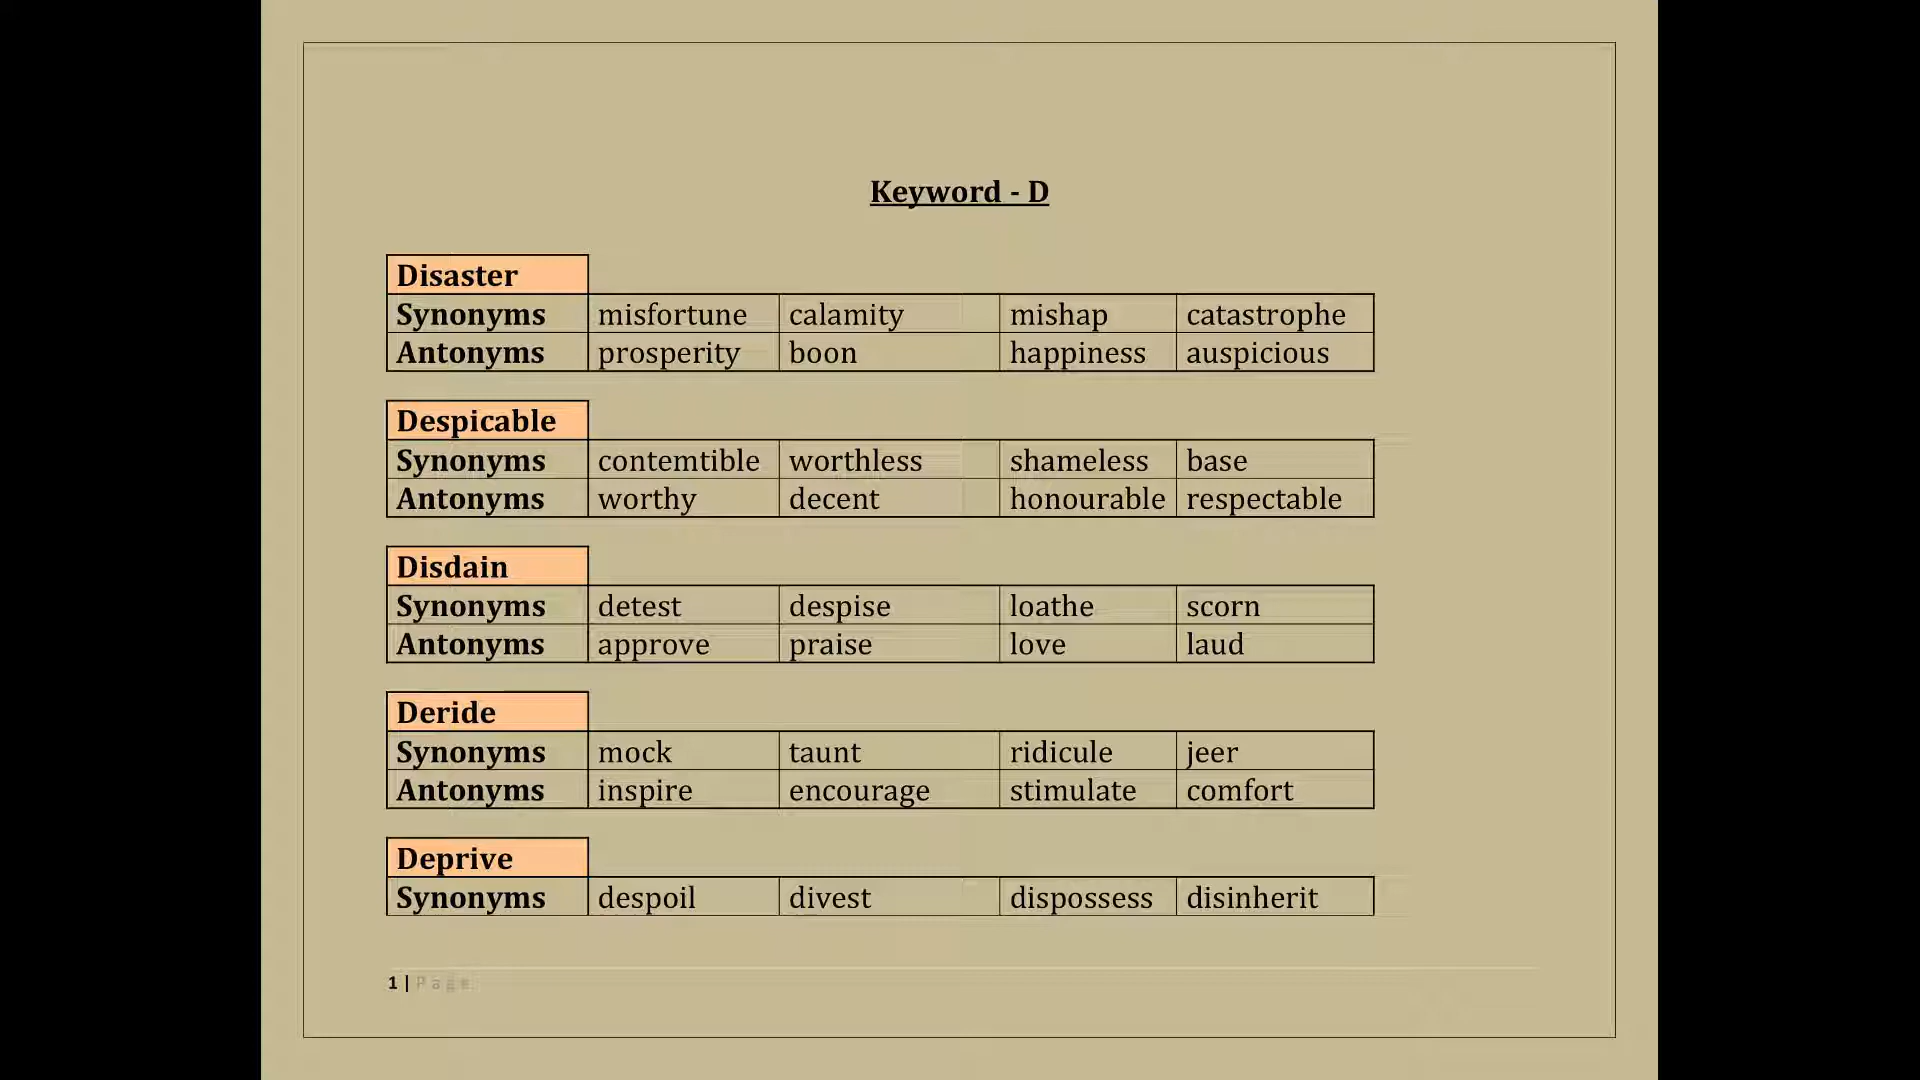 Keyword - D
Disaster
Synonyms misfortune calamity mishap catastrophe
Antonyms prosperity boon happiness auspicious
Despicable
Synonyms contemtible worthless shameless base
Antonyms worthy decent honourable respectable
Disdain
Synonyms detest despise loathe scorn
Antonyms approve praise love laud
Deride
Synonyms mock taunt ridicule jeer
Antonyms inspire encourage stimulate comfort
Deprive
Synonyms despoil divest dispossess disinherit
1 | Page